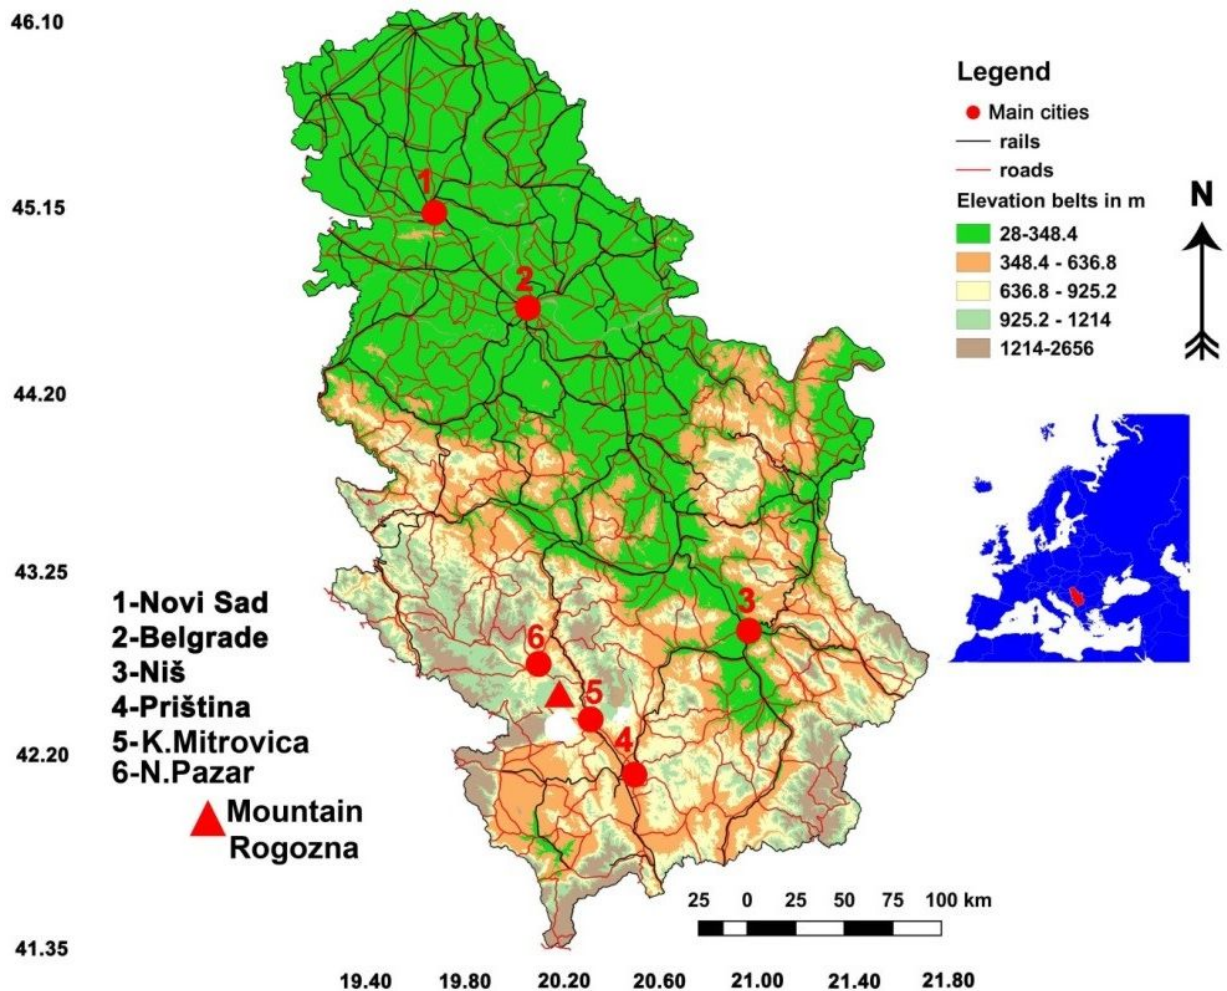 46.10
45.15
44.20
43.25
42.20
41.35
Legend
Main cities
rails
roads
Elevation belts in m
28-348.4
348.4 - 636.8
636.8 - 925.2
925.2 - 1214
1214-2656
N
1
2
3
6
5
4
1-Novi Sad
2-Belgrade
3-Niš
4-Priština
5-K.Mitrovica
6-N.Pazar
Mountain
Rogozna
25 0 25 50 75 100 km
19.40 19.80 20.20 20.60 21.00 21.40 21.80